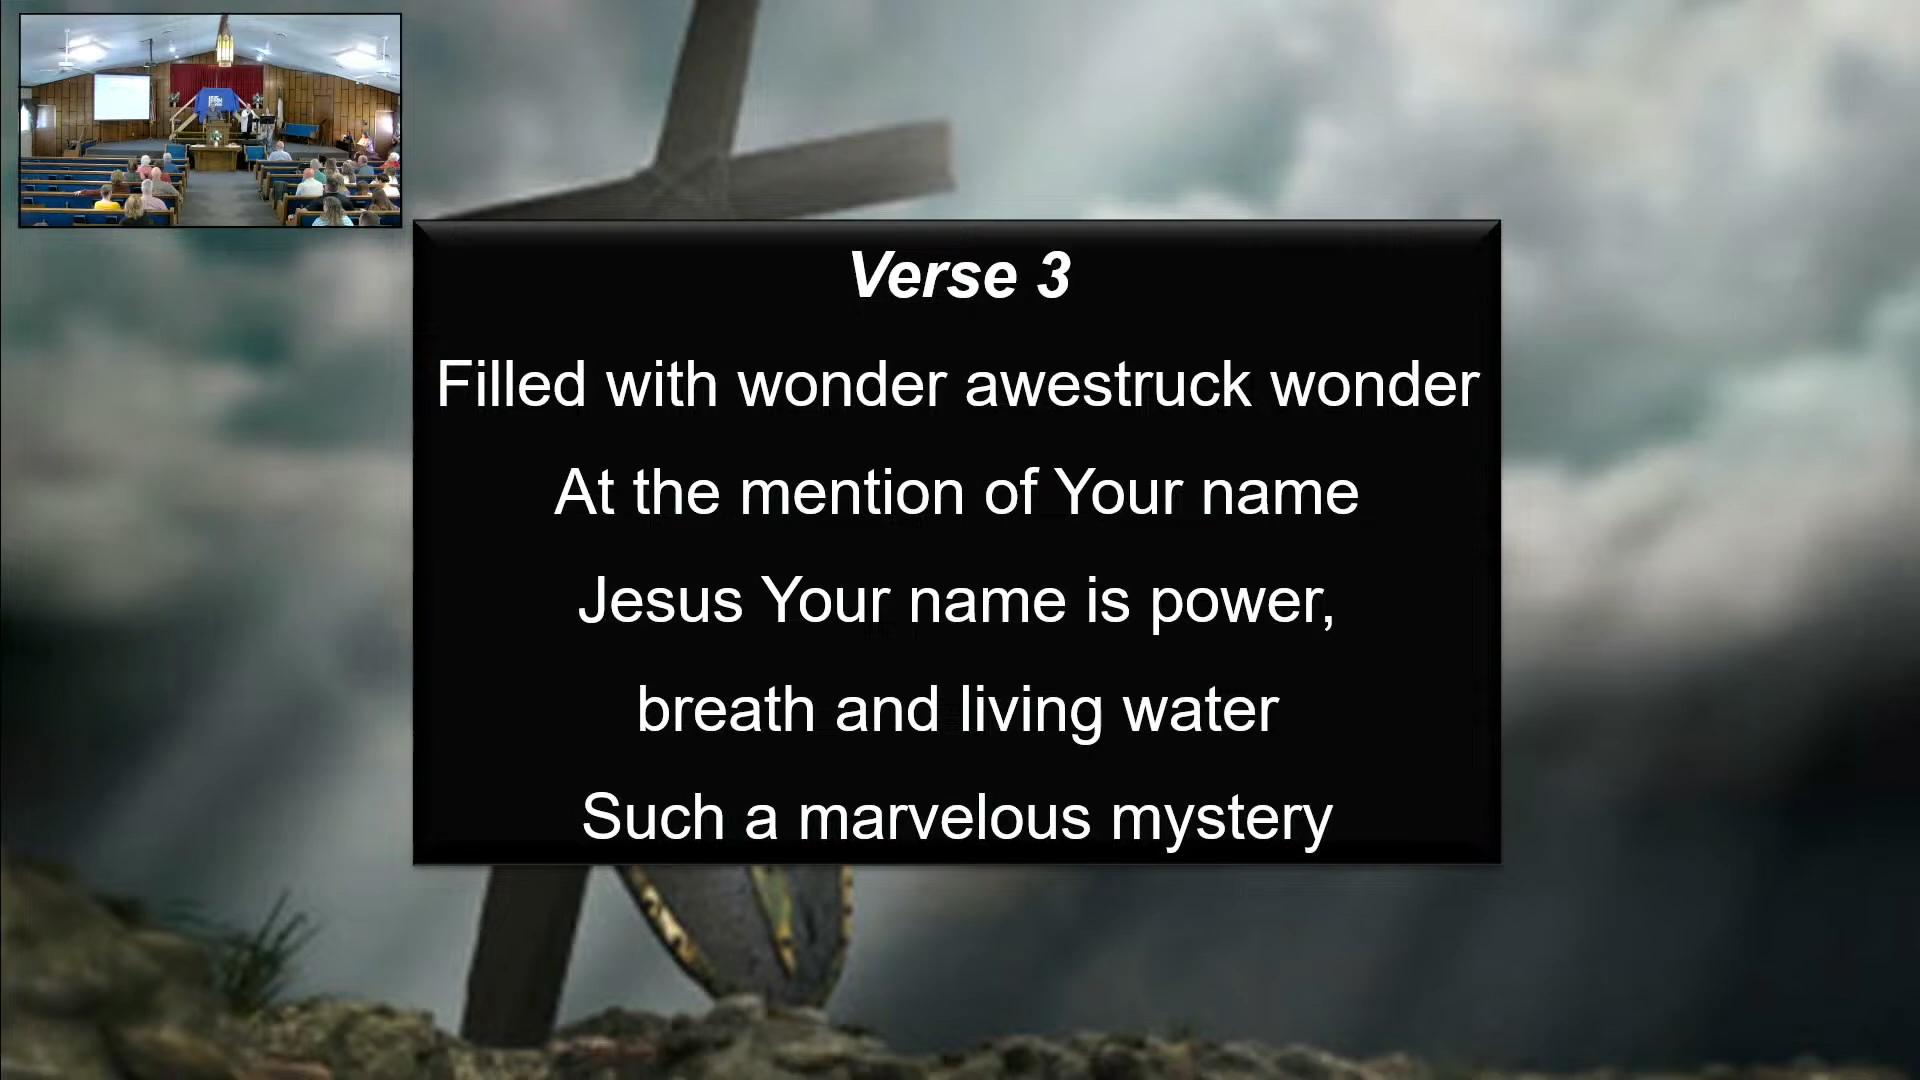 Verse 3
Filled with wonder awestruck wonder
At the mention of Your name
Jesus Your name is power,
breath and living water
Such a marvelous mystery